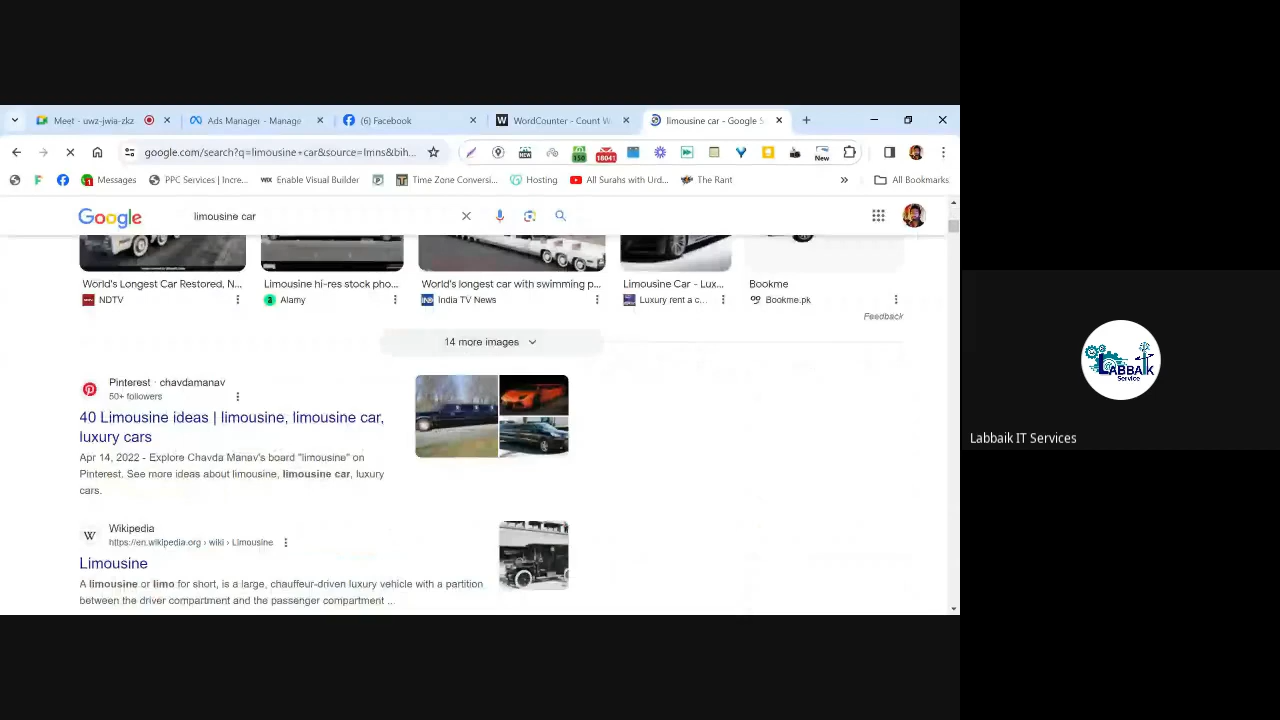 Meet - uwz-jwia-zkz
Ads Manager - Manage
(6) Facebook
WordCounter - Count W
limousine car - Google S
google.com/search?q=limousine+car&source=lmns&bih...
NEW
150
18041
New
Messages
PPC Services | Incre...
WIX Enable Visual Builder
Time Zone Conversi...
Hosting
All Surahs with Urd...
The Rant
All Bookmarks
Google
limousine car
World's Longest Car Restored, N...
NDTV
Limousine hi-res stock pho...
Alamy
World's longest car with swimming p...
India TV News
Limousine Car - Lux...
Luxury rent a c...
Bookme
Bookme.pk
Feedback
14 more images
Pinterest · chavdamanav
50+ followers
40 Limousine ideas | limousine, limousine car,
luxury cars
Apr 14, 2022 - Explore Chavda Manav's board "limousine" on
Pinterest. See more ideas about limousine, limousine car, luxury
cars.
W
Wikipedia
https://en.wikipedia.org › wiki › Limousine
Limousine
A limousine or limo for short, is a large, chauffeur-driven luxury vehicle with a partition
between the driver compartment and the passenger compartment ...
LABBAIK
Service
Labbaik IT Services